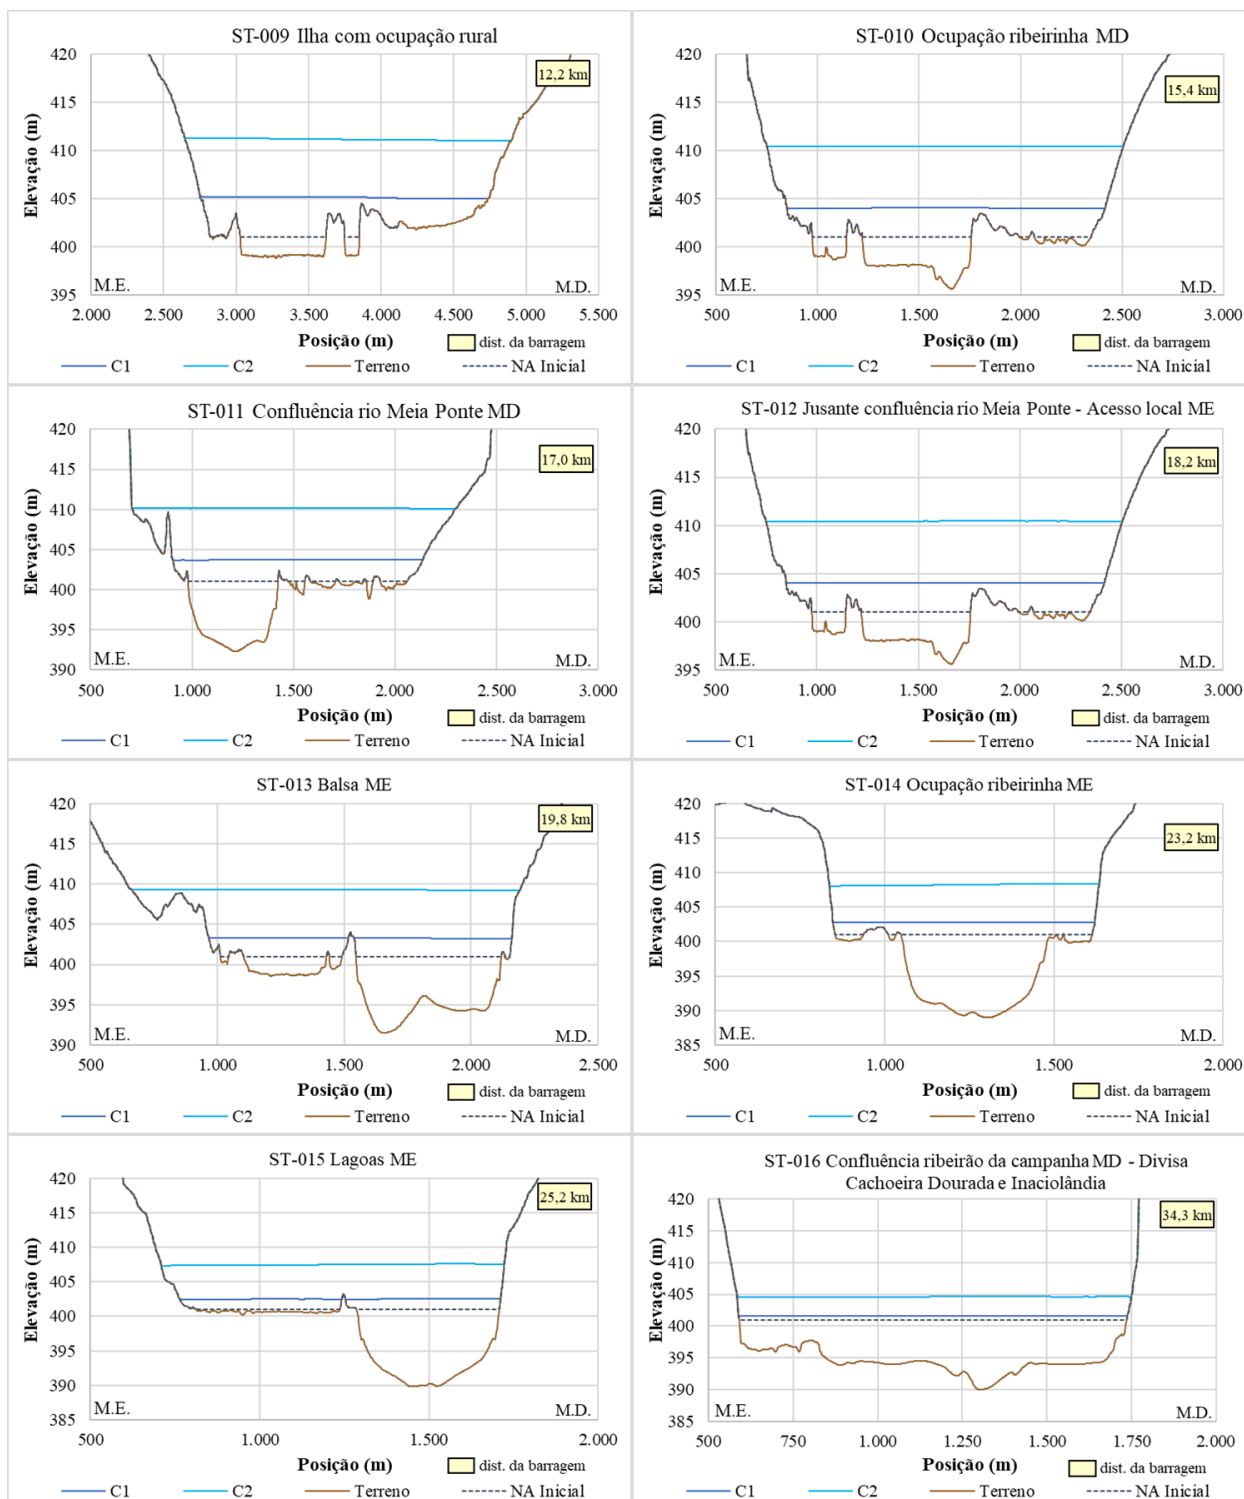 ST-009 Ilha com ocupação rural
12,2 km
Elevação (m)
420
415
410
405
400
395
M.E.
M.D.
2.000 2.500 3.000 3.500 4.000 4.500 5.000 5.500
Posição (m)
dist. da barragem
C1 C2 Terreno NA Inicial
ST-010 Ocupação ribeirinha MD
15,4 km
Elevação (m)
420
415
410
405
400
395
M.E.
M.D.
500 1.000 1.500 2.000 2.500 3.000
Posição (m)
dist. da barragem
C1 C2 Terreno NA Inicial
ST-011 Confluência rio Meia Ponte MD
17,0 km
Elevação (m)
420
415
410
405
400
395
390
M.E.
M.D.
500 1.000 1.500 2.000 2.500 3.000
Posição (m)
dist. da barragem
C1 C2 Terreno NA Inicial
ST-012 Jusante confluência rio Meia Ponte - Acesso local ME
18,2 km
Elevação (m)
420
415
410
405
400
395
M.E.
M.D.
500 1.000 1.500 2.000 2.500 3.000
Posição (m)
dist. da barragem
C1 C2 Terreno NA Inicial
ST-013 Balsa ME
19,8 km
Elevação (m)
420
415
410
405
400
395
390
M.E.
M.D.
500 1.000 1.500 2.000 2.500
Posição (m)
dist. da barragem
C1 C2 Terreno NA Inicial
ST-014 Ocupação ribeirinha ME
23,2 km
Elevação (m)
420
415
410
405
400
395
390
385
M.E.
M.D.
500 1.000 1.500 2.000
Posição (m)
dist. da barragem
C1 C2 Terreno NA Inicial
ST-015 Lagoas ME
25,2 km
Elevação (m)
420
415
410
405
400
395
390
385
M.E.
M.D.
500 1.000 1.500 2.000
Posição (m)
dist. da barragem
C1 C2 Terreno NA Inicial
ST-016 Confluência ribeirão da campanha MD - Divisa
Cachoeira Dourada e Inaciolândia
34,3 km
Elevação (m)
420
415
410
405
400
395
390
385
M.E.
M.D.
500 750 1.000 1.250 1.500 1.750 2.000
Posição (m)
dist. da barragem
C1 C2 Terreno NA Inicial